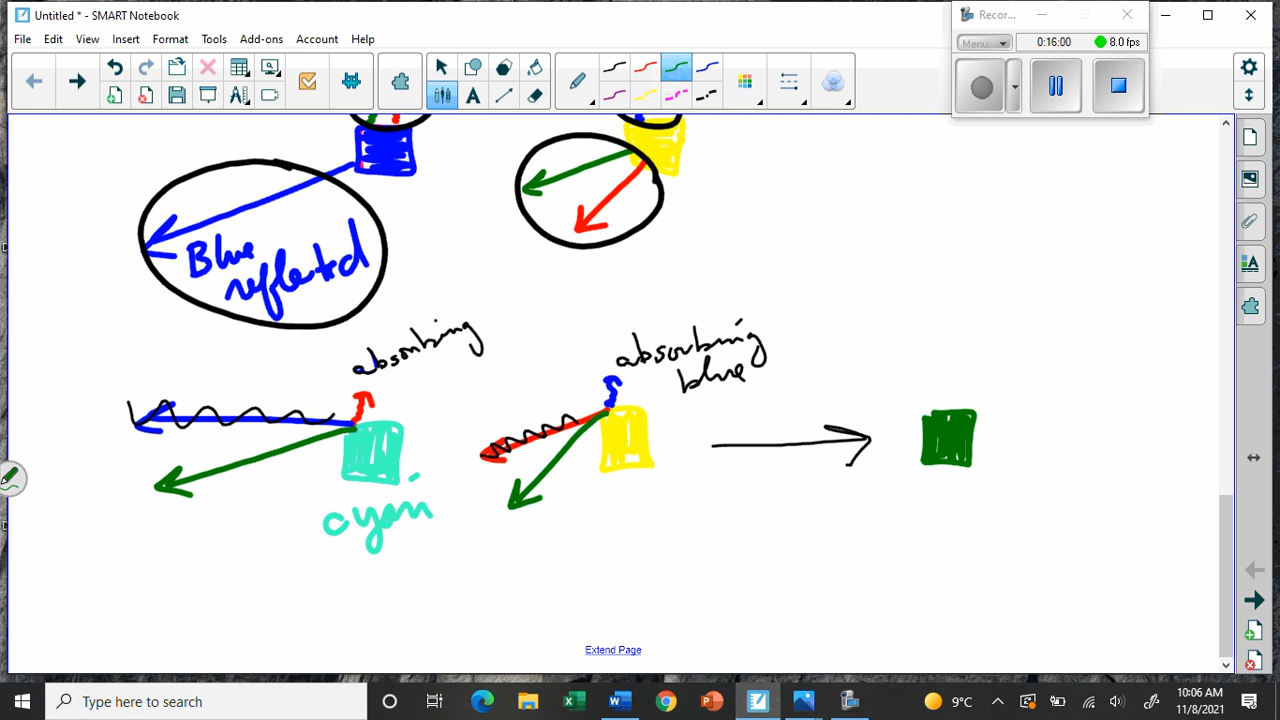 Untitled * - SMART Notebook
Recor...
File Edit View Insert Format Tools Add-ons Account Help
Menu
0:16:00
8.0 fps
Blue
reflected
absorbing
absorbing
blue
cyan
Extend Page
Type here to search
9°C
10:06 AM
11/8/2021